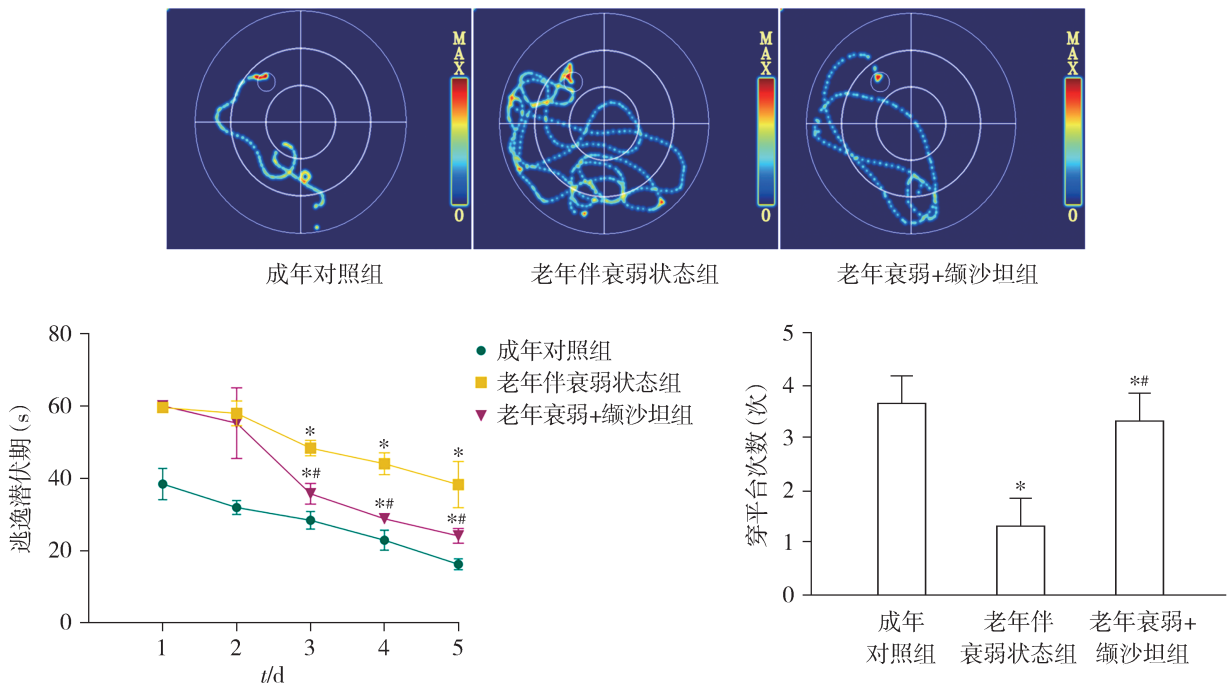 MAX
0
MAX
0
MAX
0
成年对照组
老年伴衰弱状态组
老年衰弱+缬沙坦组
80
60
40
20
0
逃逸潜伏期(s)
1
2
3
4
5
t/d
成年对照组
老年伴衰弱状态组
老年衰弱+缬沙坦组
*
*
*
*#
*#
*#
5
4
3
2
1
0
穿平台次数(次)
*
*#
成年
对照组
老年伴
衰弱状态组
老年衰弱+
缬沙坦组